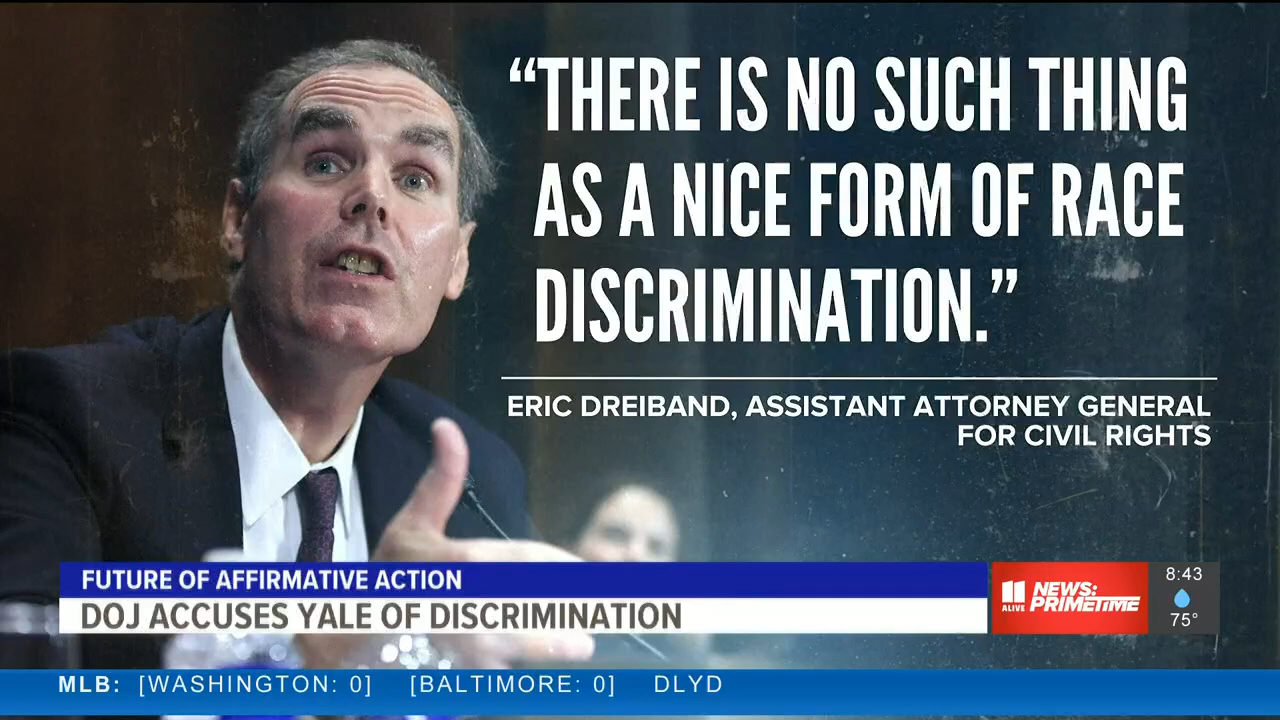 “THERE IS NO SUCH THING
AS A NICE FORM OF RACE
DISCRIMINATION.”
ERIC DREIBAND, ASSISTANT ATTORNEY GENERAL
FOR CIVIL RIGHTS
FUTURE OF AFFIRMATIVE ACTION
DOJ ACCUSES YALE OF DISCRIMINATION
11 ALIVE NEWS: PRIMETIME
8:43
75°
MLB: [WASHINGTON: 0] [BALTIMORE: 0] DLYD